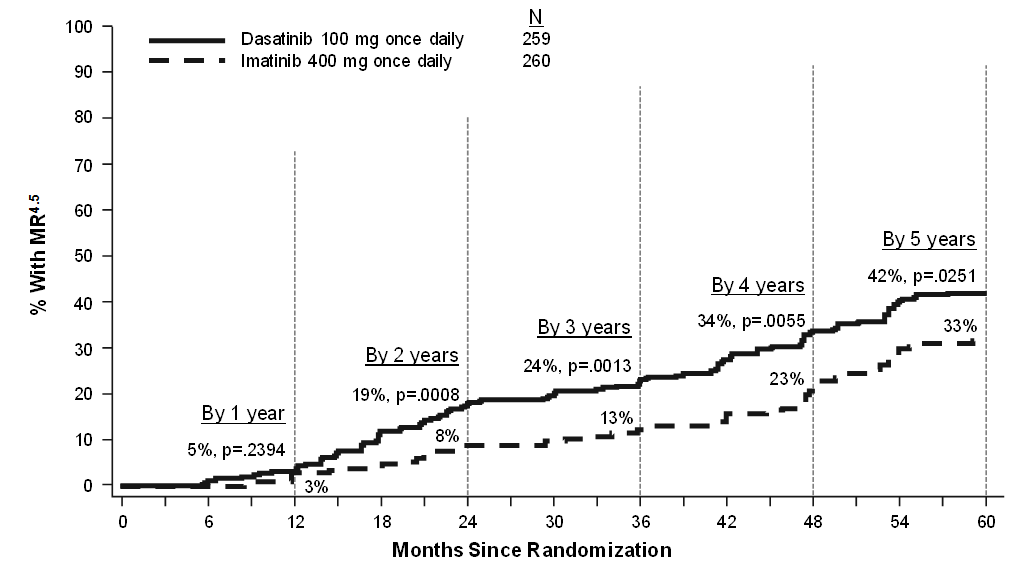 N
Dasatinib 100 mg once daily 259
Imatinib 400 mg once daily 260
100
90
80
70
60
50
40
30
20
10
0
% With MR4.5
By 1 year
5%, p=.2394
3%
By 2 years
19%, p=.0008
8%
By 3 years
24%, p=.0013
13%
By 4 years
34%, p=.0055
23%
By 5 years
42%, p=.0251
33%
0 6 12 18 24 30 36 42 48 54 60
Months Since Randomization